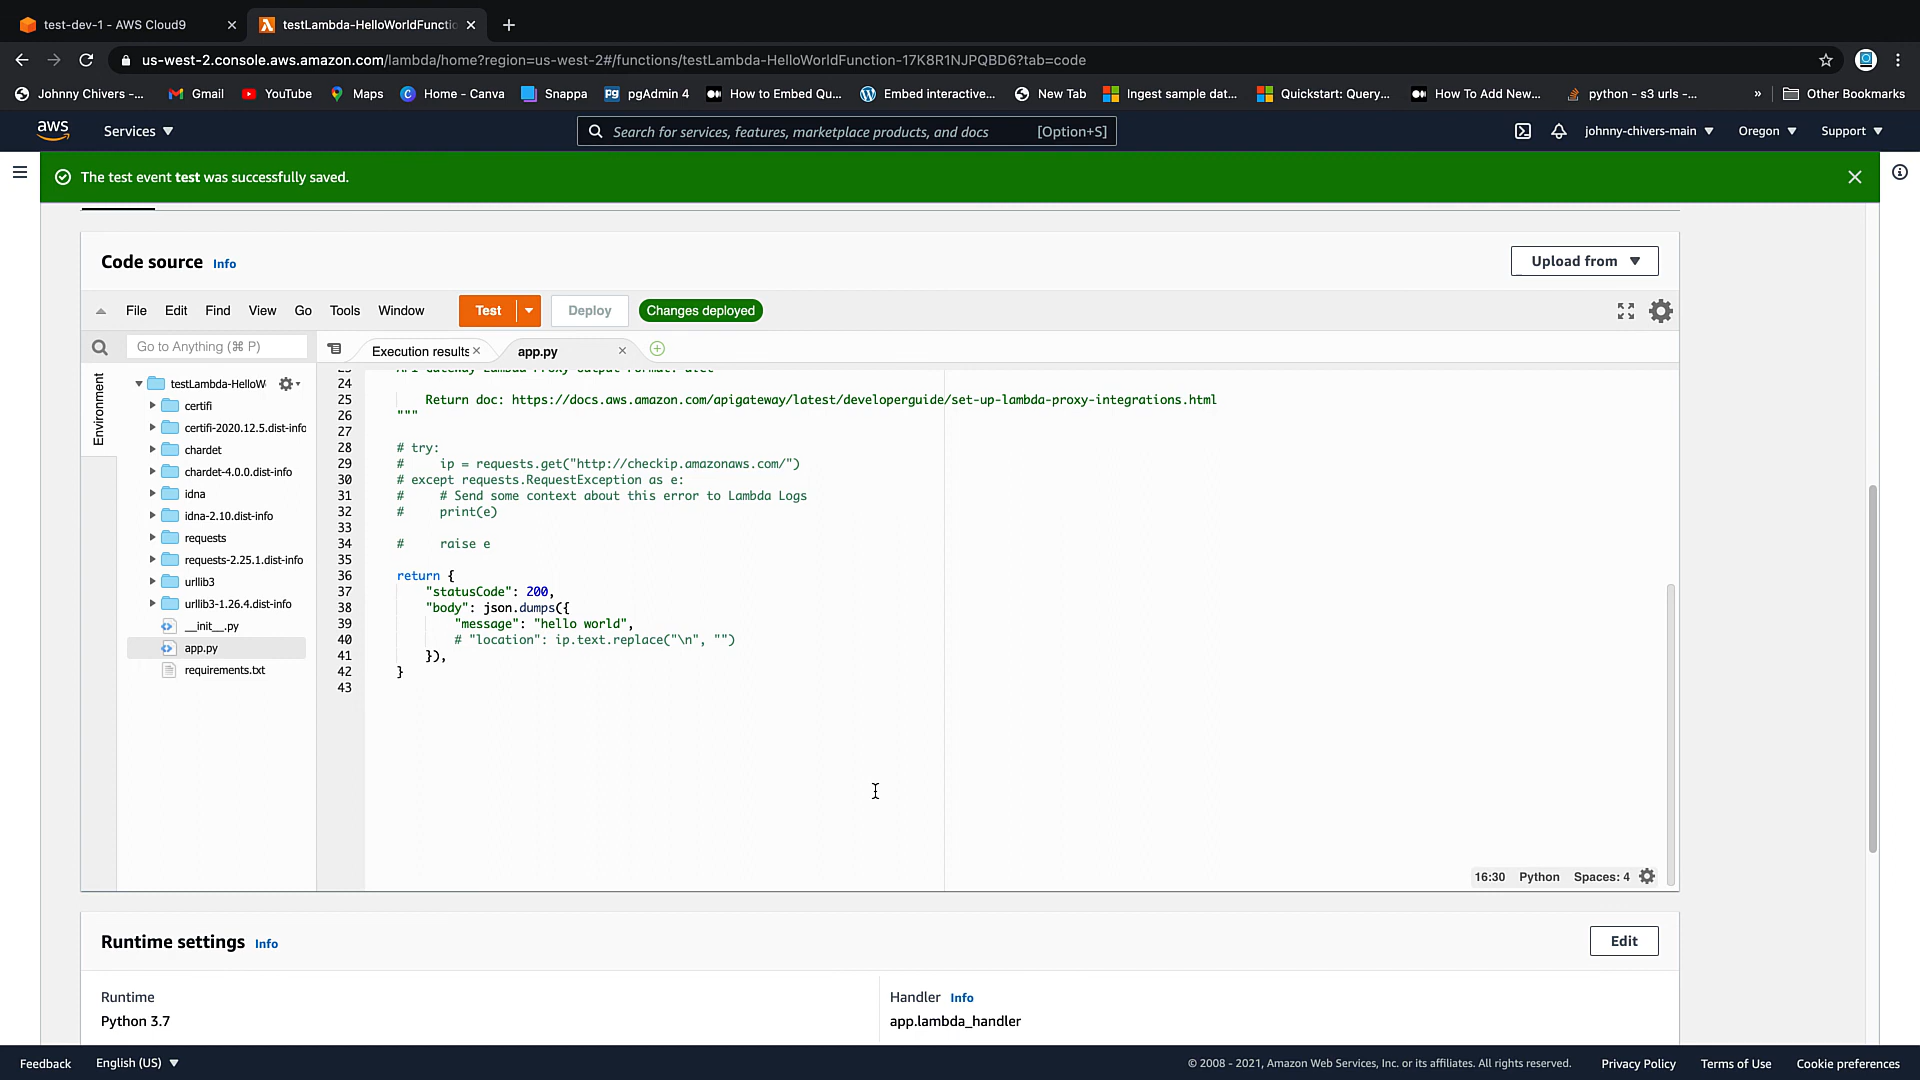 test-dev-1 - AWS Cloud9
testLambda-HelloWorldFunctio
us-west-2.console.aws.amazon.com/lambda/home?region=us-west-2#/functions/testLambda-HelloWorldFunction-17K8R1NJPQBD6?tab=code
Johnny Chivers –... Gmail YouTube Maps Home - Canva Snappa pgAdmin 4 How to Embed Qu... Embed interactive... New Tab Ingest sample dat... Quickstart: Query... How To Add New... python - s3 urls -... » Other Bookmarks
aws Services Search for services, features, marketplace products, and docs [Option+S] johnny-chivers-main Oregon Support
The test event test was successfully saved.
Code source Info Upload from
File Edit Find View Go Tools Window Test Deploy Changes deployed
Go to Anything (⌘ P) Execution results app.py
Environment
testLambda-HelloW
certifi
certifi-2020.12.5.dist-info
chardet
chardet-4.0.0.dist-info
idna
idna-2.10.dist-info
requests
requests-2.25.1.dist-info
urllib3
urllib3-1.26.4.dist-info
__init__.py
app.py
requirements.txt
23 API Gateway Lambda Proxy Output Format: dict
24
25 Return doc: https://docs.aws.amazon.com/apigateway/latest/developerguide/set-up-lambda-proxy-integrations.html
26 """
27
28 # try:
29 #     ip = requests.get("http://checkip.amazonaws.com/")
30 # except requests.RequestException as e:
31 #     # Send some context about this error to Lambda Logs
32 #     print(e)
33
34 #     raise e
35
36 return {
37 "statusCode": 200,
38 "body": json.dumps({
39 "message": "hello world",
40 # "location": ip.text.replace("\n", "")
41 }),
42 }
43
16:30 Python Spaces: 4
Runtime settings Info Edit
Runtime
Python 3.7
Handler Info
app.lambda_handler
Feedback English (US) © 2008 - 2021, Amazon Web Services, Inc. or its affiliates. All rights reserved. Privacy Policy Terms of Use Cookie preferences